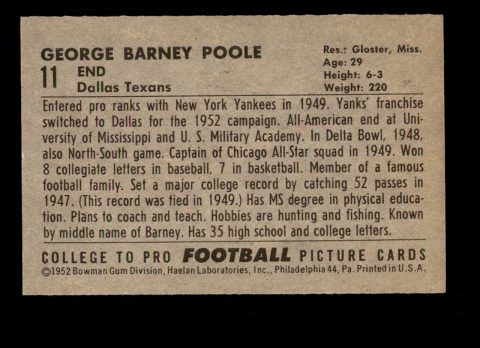 GEORGE BARNEY POOLE
11 END
Dallas Texans
Res.: Gloster, Miss.
Age: 29
Height: 6-3
Weight: 220
Entered pro ranks with New York Yankees in 1949. Yanks' franchise
switched to Dallas for the 1952 campaign. All-American end at Uni-
versity of Mississippi and U. S. Military Academy. In Delta Bowl, 1948,
also North-South game. Captain of Chicago All-Star squad in 1949. Won
8 collegiate letters in baseball, 7 in basketball. Member of a famous
football family. Set a major college record by catching 52 passes in
1947. (This record was tied in 1949.) Has MS degree in physical educa-
tion. Plans to coach and teach. Hobbies are hunting and fishing. Known
by middle name of Barney. Has 35 high school and college letters.
COLLEGE TO PRO FOOTBALL PICTURE CARDS
©1952 Bowman Gum Division, Haelan Laboratories, Inc., Philadelphia 44, Pa. Printed in U.S.A.